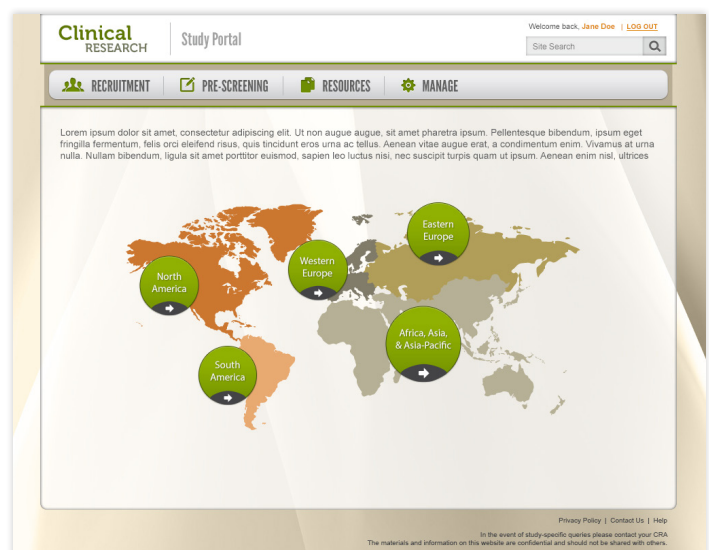 Clinical
RESEARCH
Study Portal
Welcome back, Jane Doe | LOG OUT
Site Search
RECRUITMENT
PRE-SCREENING
RESOURCES
MANAGE
Lorem ipsum dolor sit amet, consectetur adipiscing elit. Ut non augue augue, sit amet pharetra ipsum. Pellentesque bibendum, ipsum eget
fringilla fermentum, felis orci eleifend risus, quis tincidunt eros urna ac tellus. Aenean vitae augue erat, a condimentum enim. Vivamus at urna
nulla. Nullam bibendum, ligula sit amet porttitor euismod, sapien leo luctus nisi, nec suscipit turpis quam ut ipsum. Aenean enim nisl, ultrices
Eastern
Europe
Western
Europe
North
America
Africa, Asia,
& Asia-Pacific
South
America
Privacy Policy | Contact Us | Help
In the event of study-specific queries please contact your CRA
The materials and information on this website are confidential and should not be shared with others.